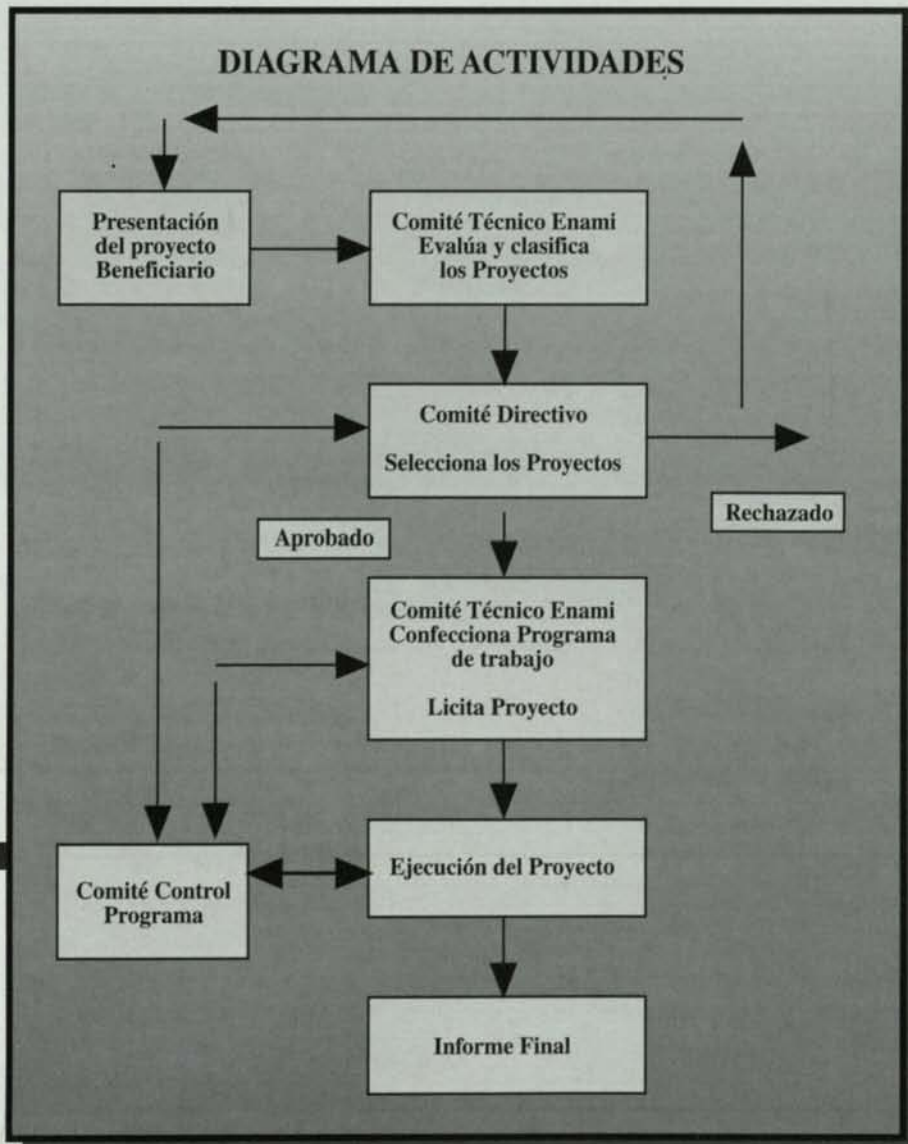 DIAGRAMA DE ACTIVIDADES
Presentación
del proyecto
Beneficiario
Comité Técnico Enami
Evalúa y clasifica
los Proyectos
Comité Directivo
Selecciona los Proyectos
Rechazado
Aprobado
Comité Técnico Enami
Confecciona Programa
de trabajo
Licita Proyecto
Comité Control
Programa
Ejecución del Proyecto
Informe Final